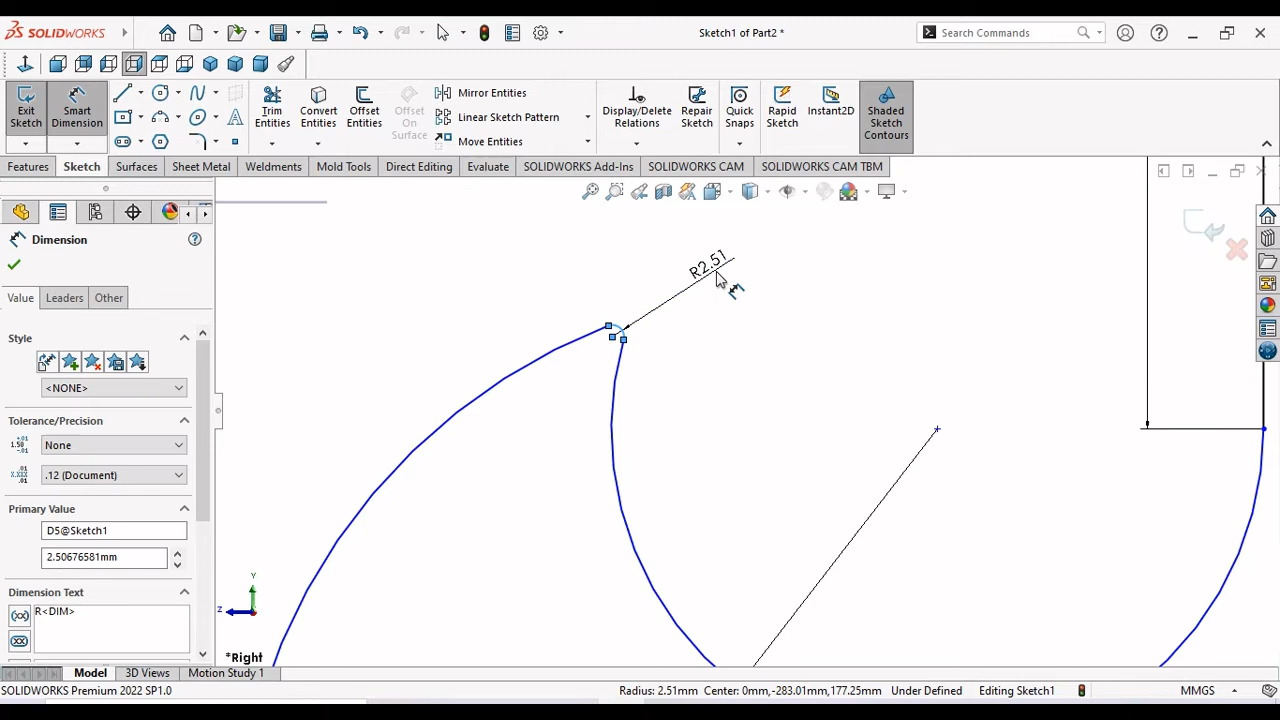 SOLIDWORKS
Sketch1 of Part2 *
Search Commands
Exit Sketch
Smart Dimension
Trim Entities
Convert Entities
Offset Entities
Offset On Surface
Mirror Entities
Linear Sketch Pattern
Move Entities
Display/Delete Relations
Repair Sketch
Quick Snaps
Rapid Sketch
Instant2D
Shaded Sketch Contours
Features
Sketch
Surfaces
Sheet Metal
Weldments
Mold Tools
Direct Editing
Evaluate
SOLIDWORKS Add-Ins
SOLIDWORKS CAM
SOLIDWORKS CAM TBM
Dimension
Value
Leaders
Other
Style
<NONE>
Tolerance/Precision
None
.12 (Document)
Primary Value
D5@Sketch1
2.50676581mm
Dimension Text
R<DIM>
R2.51
Y
Z
*Right
Model
3D Views
Motion Study 1
SOLIDWORKS Premium 2022 SP1.0
Radius: 2.51mm
Center: 0mm,-283.01mm,177.25mm
Under Defined
Editing Sketch1
MMGS